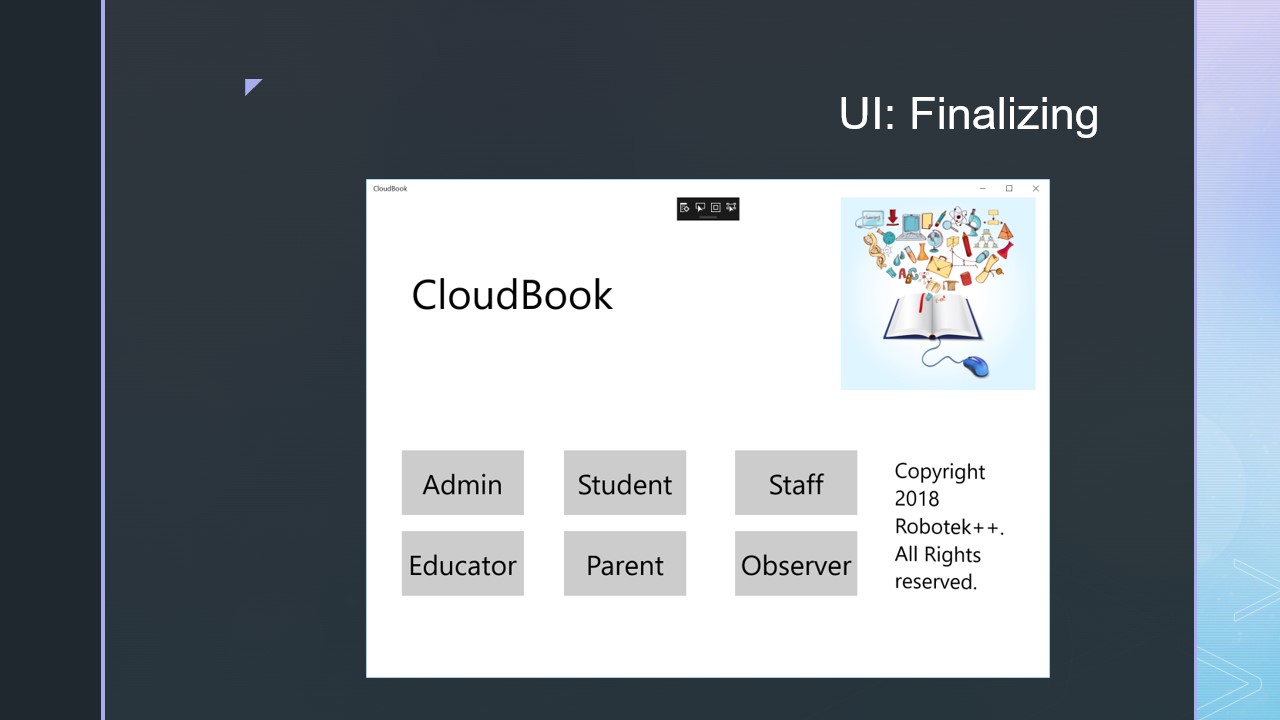 UI: Finalizing
CloudBook
CloudBook
Admin
Student
Staff
Educator
Parent
Observer
Copyright
2018
Robotek++.
All Rights
reserved.